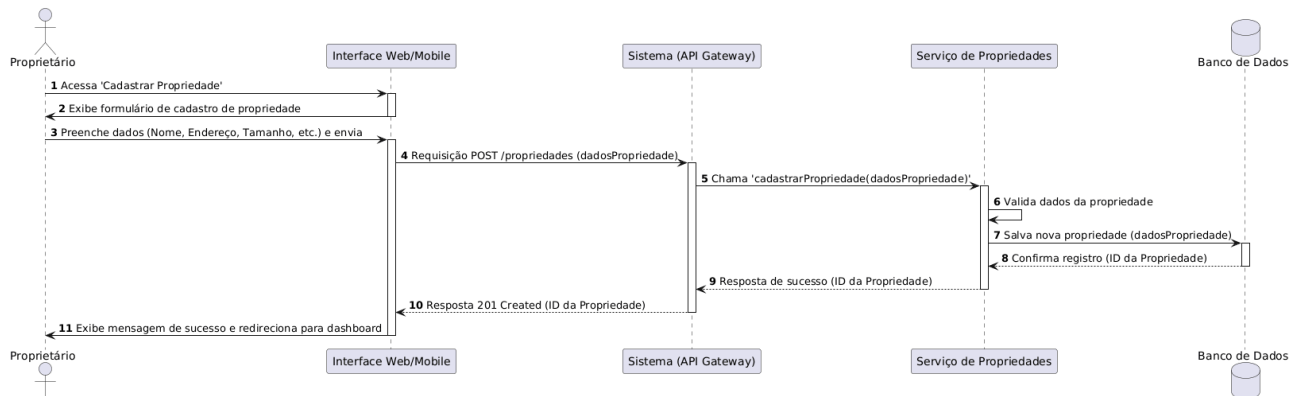 Proprietário
Interface Web/Mobile
Sistema (API Gateway)
Serviço de Propriedades
Banco de Dados
1 Acessa 'Cadastrar Propriedade'
2 Exibe formulário de cadastro de propriedade
3 Preenche dados (Nome, Endereço, Tamanho, etc.) e envia
4 Requisição POST /propriedades (dadosPropriedade)
5 Chama 'cadastrarPropriedade(dadosPropriedade)'
6 Valida dados da propriedade
7 Salva nova propriedade (dadosPropriedade)
8 Confirma registro (ID da Propriedade)
9 Resposta de sucesso (ID da Propriedade)
10 Resposta 201 Created (ID da Propriedade)
11 Exibe mensagem de sucesso e redireciona para dashboard
Proprietário
Interface Web/Mobile
Sistema (API Gateway)
Serviço de Propriedades
Banco de Dados